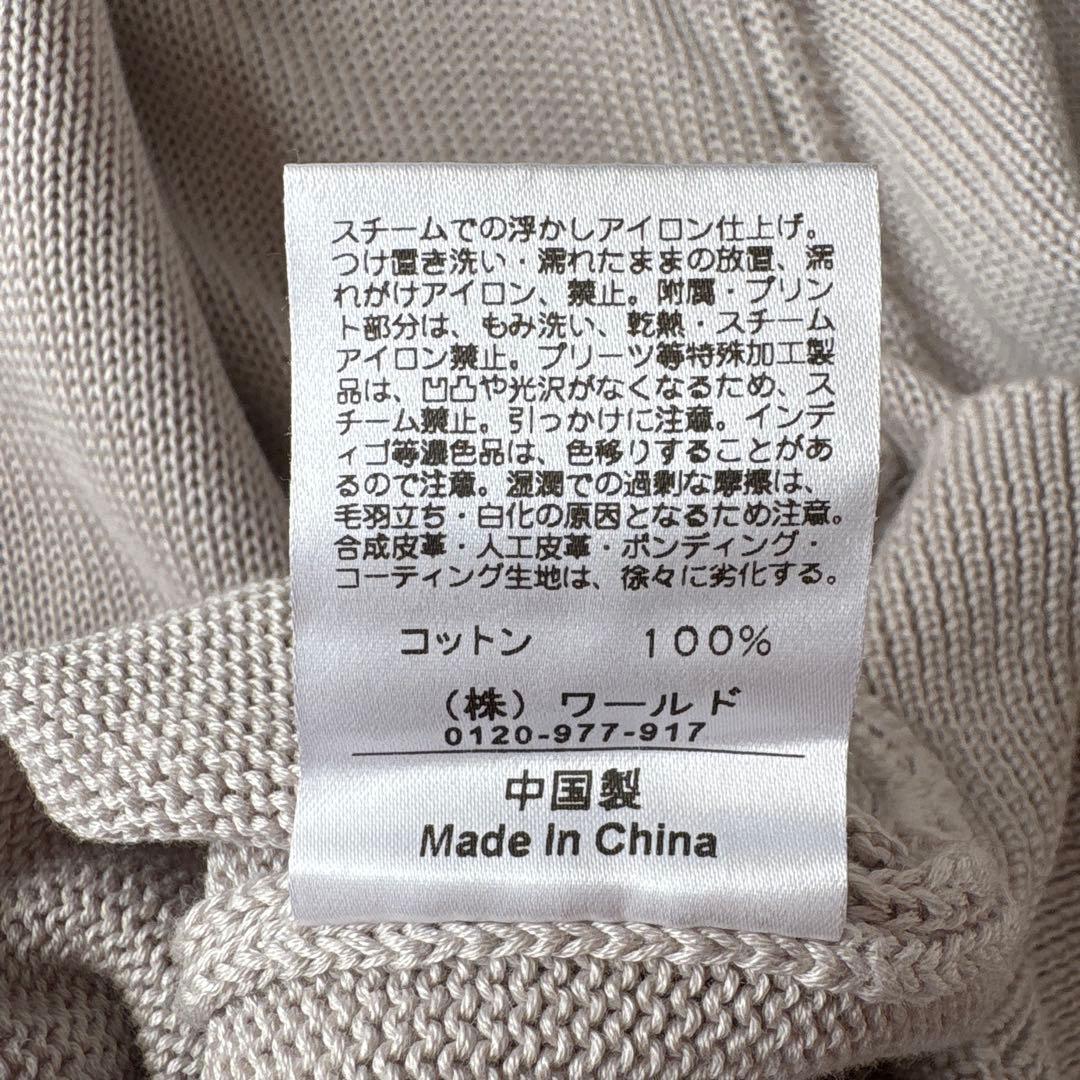 スチームでの浮かしアイロン仕上げ。
つけ置き洗い・濡れたままの放置、濡
れがけアイロン、禁止。附属・プリン
ト部分は、もみ洗い、乾熱・スチーム
アイロン禁止。プリーツ等特殊加工製
品は、凹凸や光沢がなくなるため、ス
チーム禁止。引っかけに注意。インデ
ィゴ等濃色品は、色移りすることがあ
るので注意。湿潤での過剰な摩擦は、
毛羽立ち・白化の原因となるため注意。
合成皮革・人工皮革・ボンディング・
コーティング生地は、徐々に劣化する。
コットン 100%
(株) ワールド
0120-977-917
中国製
Made In China